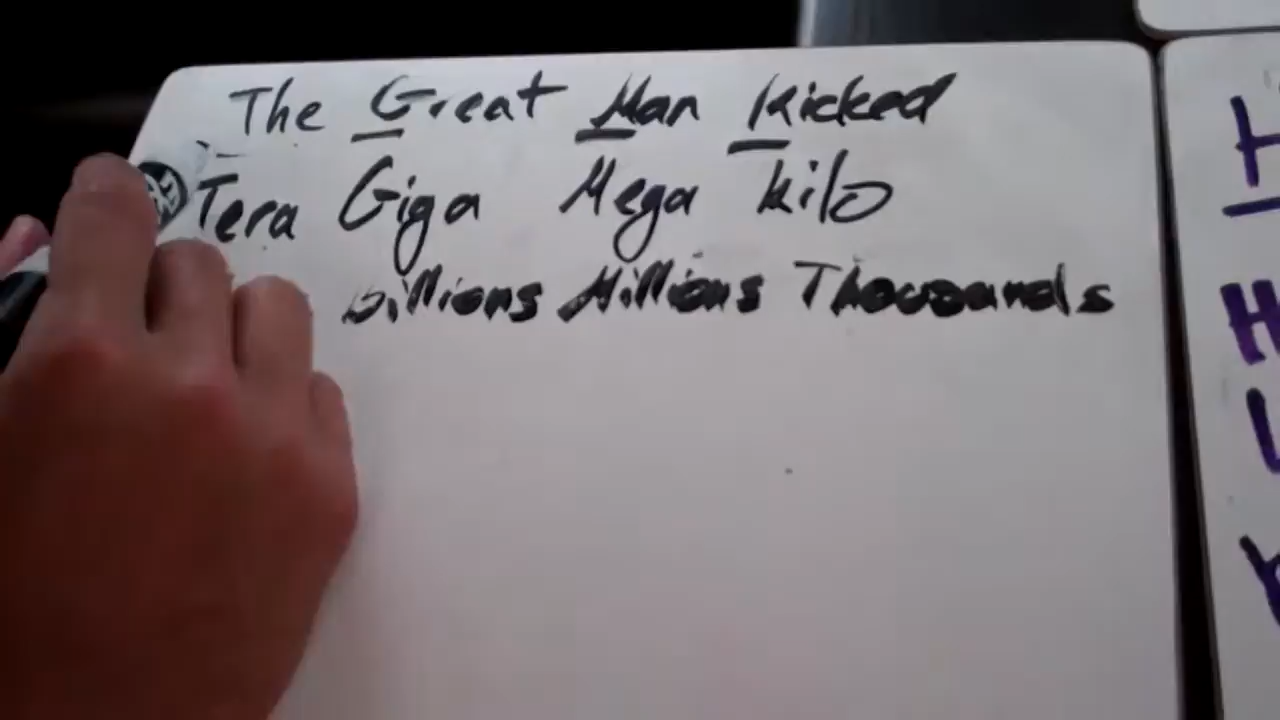 The Great Man Kicked
Tera Giga Mega Kilo
billions Millions Thousands
H
H